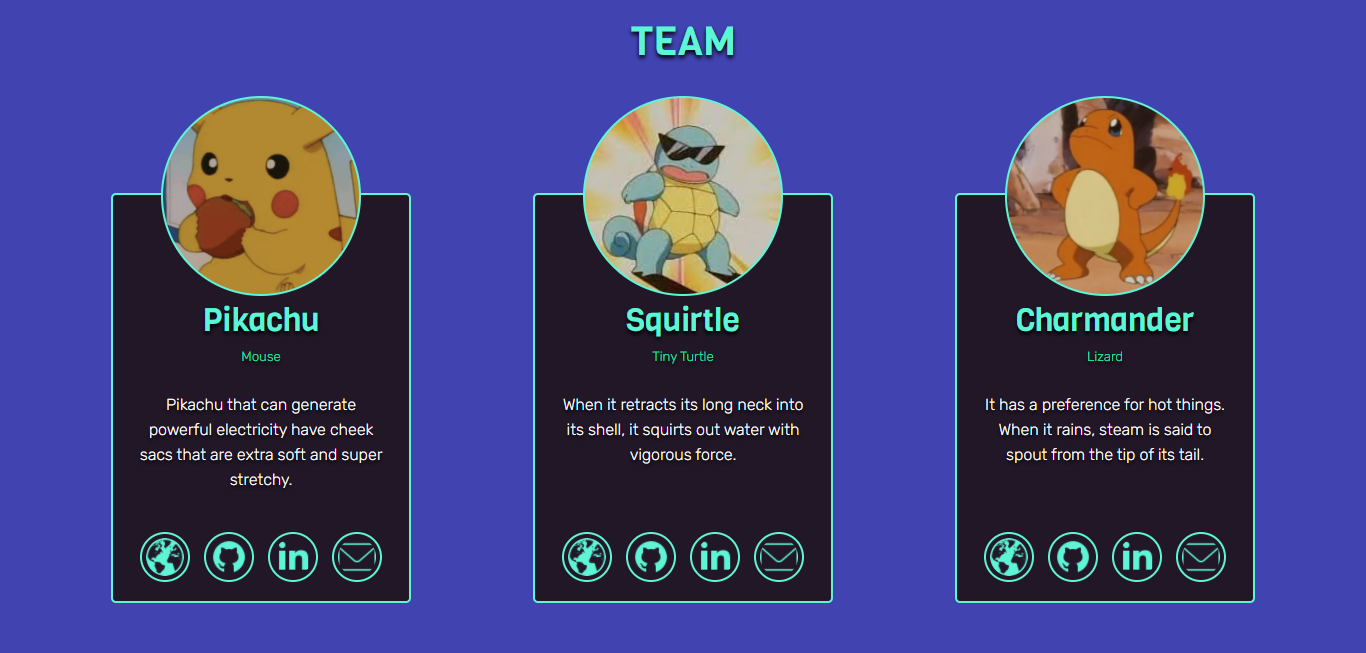 TEAM
Pikachu
Mouse
Pikachu that can generate
powerful electricity have cheek
sacs that are extra soft and super
stretchy.
in
Squirtle
Tiny Turtle
When it retracts its long neck into
its shell, it squirts out water with
vigorous force.
in
Charmander
Lizard
It has a preference for hot things.
When it rains, steam is said to
spout from the tip of its tail.
in